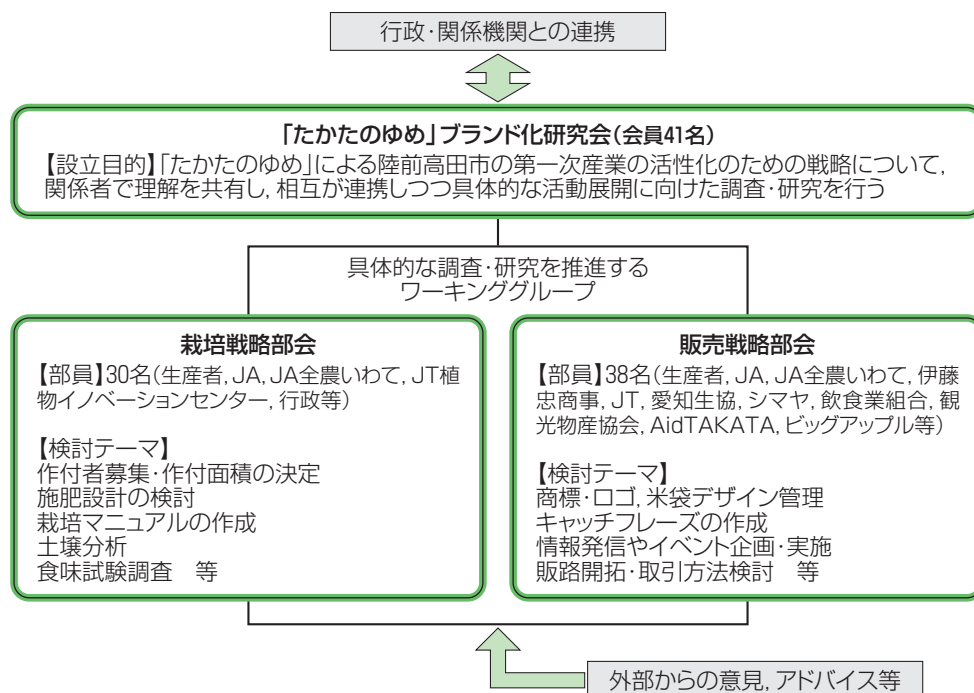 行政・関係機関との連携
「たかたのゆめ」ブランド化研究会(会員41名)
【設立目的】「たかたのゆめ」による陸前高田市の第一次産業の活性化のための戦略について,
関係者で理解を共有し,相互が連携しつつ具体的な活動展開に向けた調査・研究を行う
具体的な調査・研究を推進する
ワーキンググループ
栽培戦略部会
【部員】30名(生産者,JA,JA全農いわて,JT植
物イノベーションセンター,行政等)
【検討テーマ】
作付者募集・作付面積の決定
施肥設計の検討
栽培マニュアルの作成
土壌分析
食味試験調査 等
販売戦略部会
【部員】38名(生産者,JA,JA全農いわて,伊藤
忠商事,JT,愛知生協,シマヤ,飲食業組合,観
光物産協会,AidTAKATA,ビッグアップル等)
【検討テーマ】
商標・ロゴ,米袋デザイン管理
キャッチフレーズの作成
情報発信やイベント企画・実施
販路開拓・取引方法検討 等
外部からの意見,アドバイス等